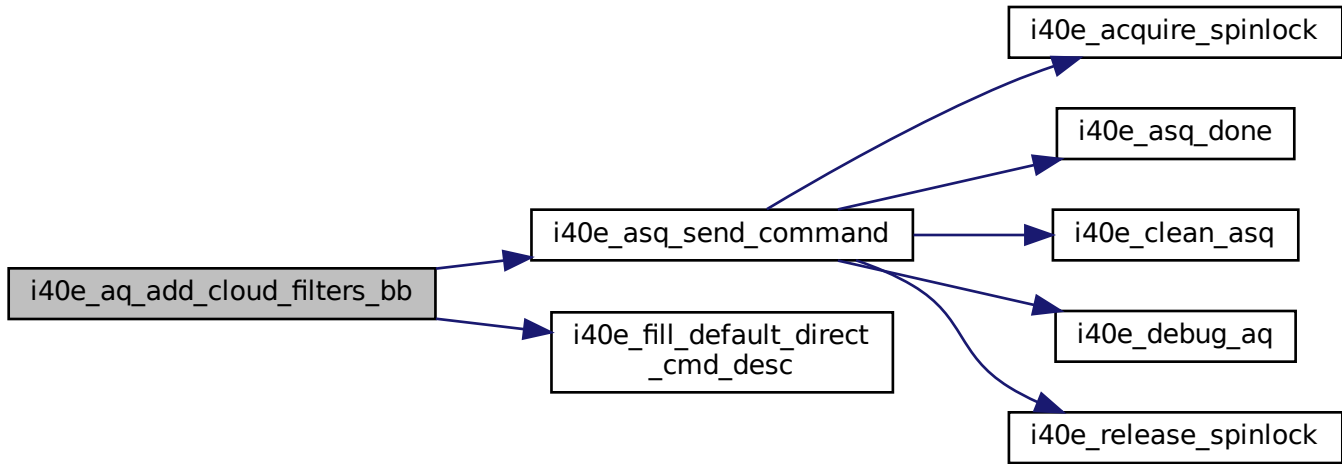 i40e_aq_add_cloud_filters_bb
i40e_asq_send_command
i40e_fill_default_direct
_cmd_desc
i40e_acquire_spinlock
i40e_asq_done
i40e_clean_asq
i40e_debug_aq
i40e_release_spinlock